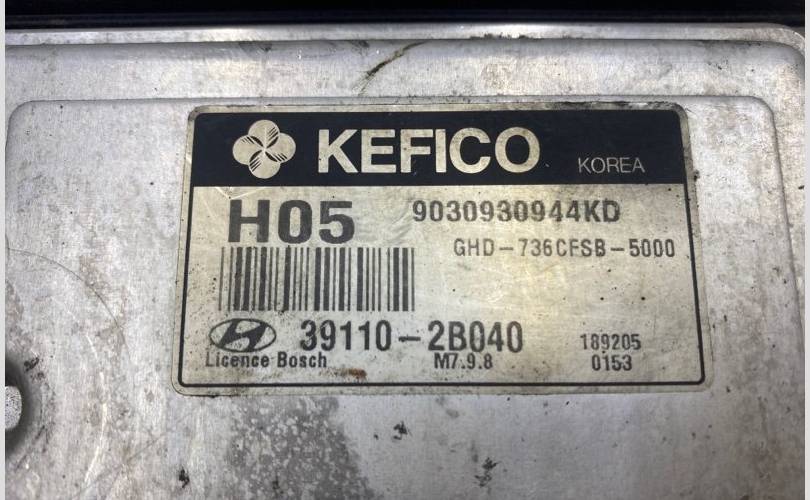 KEFICO KOREA
H05 9030930944KD
GHD-736CFSB-5000
39110-2B040 189205
Licence Bosch M7.9.8 0153